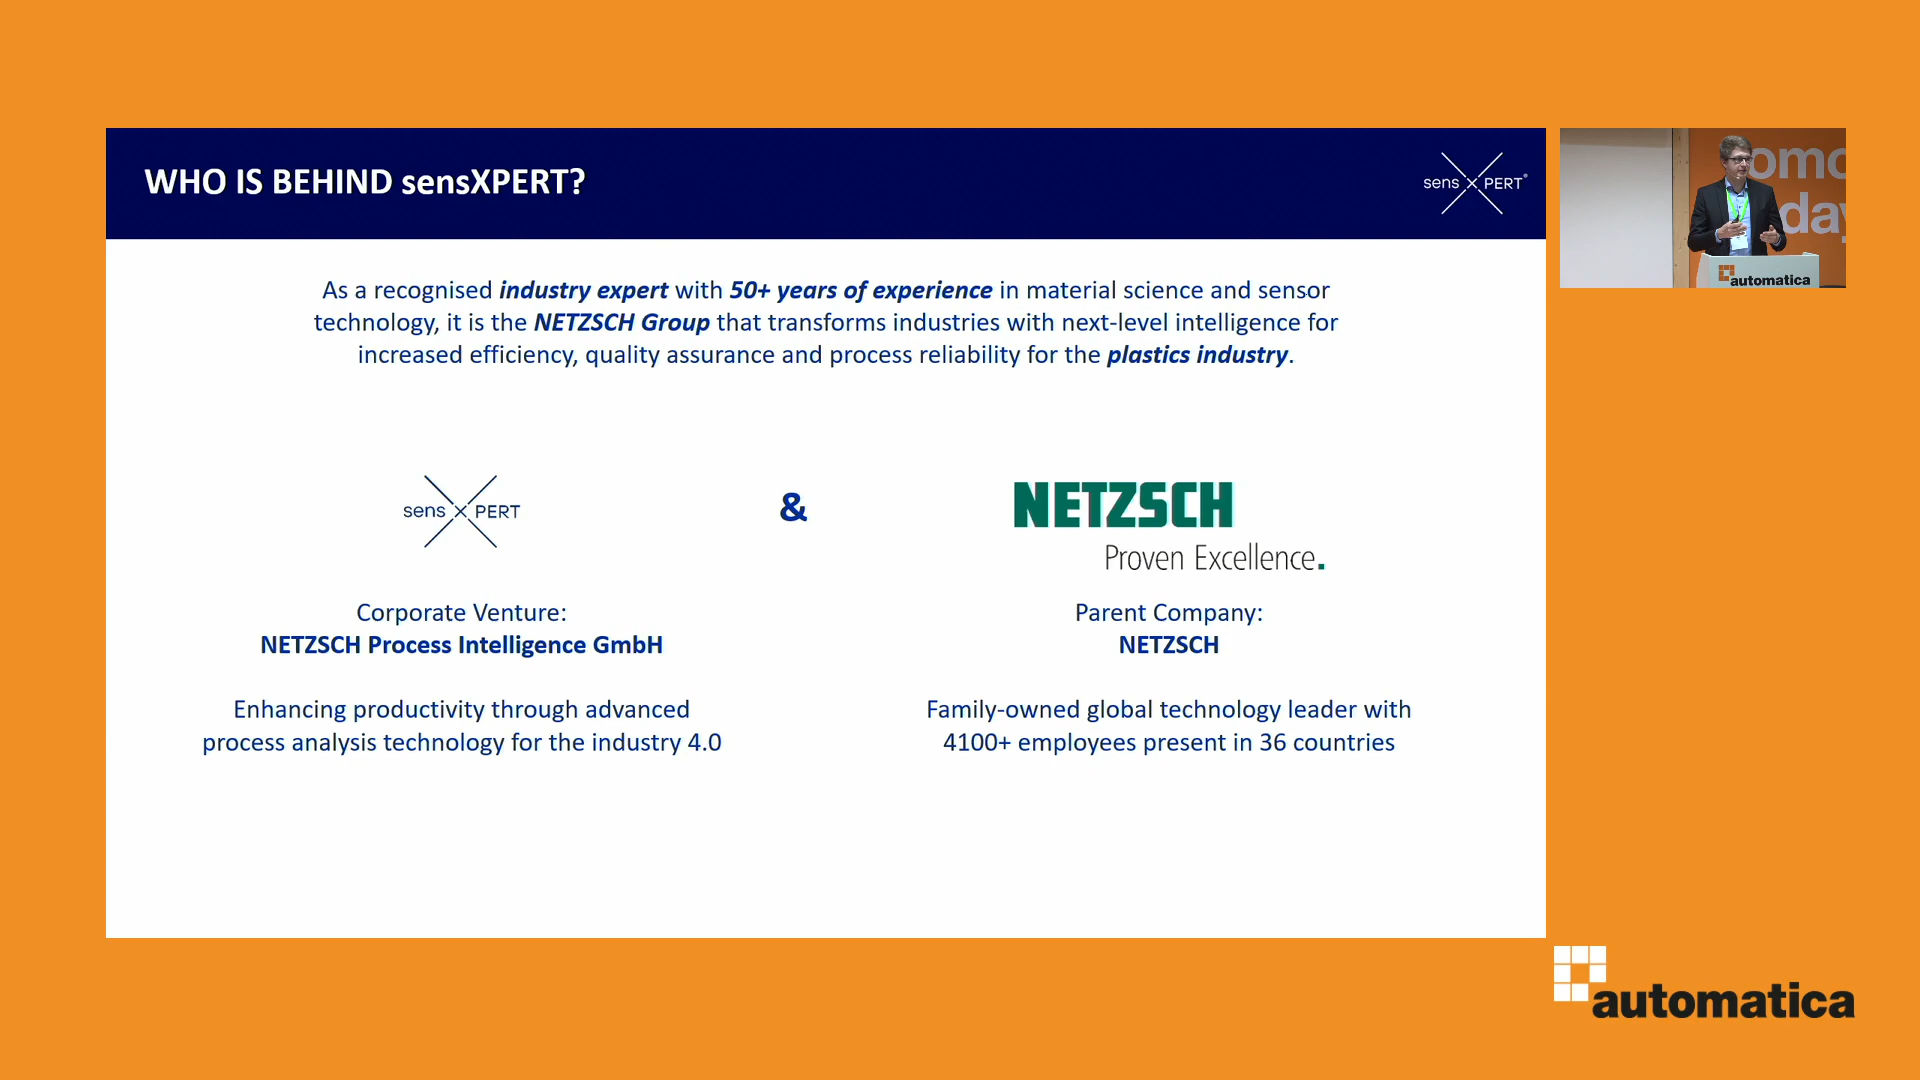 WHO IS BEHIND sensXPERT?
sens X PERT®
As a recognised industry expert with 50+ years of experience in material science and sensor
technology, it is the NETZSCH Group that transforms industries with next-level intelligence for
increased efficiency, quality assurance and process reliability for the plastics industry.
sens X PERT
&
NETZSCH
Proven Excellence.
Corporate Venture:
NETZSCH Process Intelligence GmbH
Parent Company:
NETZSCH
Enhancing productivity through advanced
process analysis technology for the industry 4.0
Family-owned global technology leader with
4100+ employees present in 36 countries
omo
day
automatica
automatica